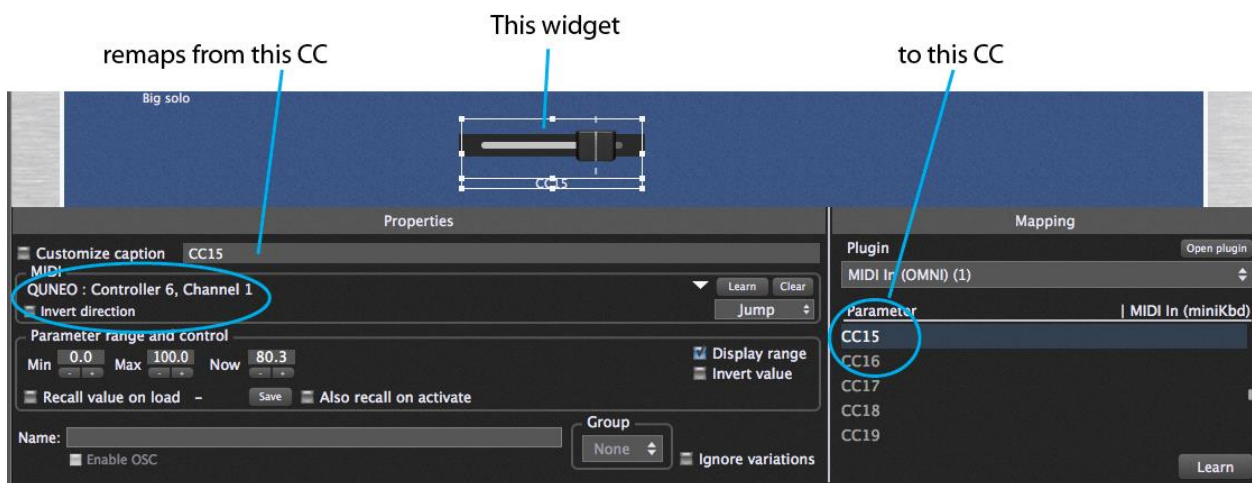 This widget
remaps from this CC
to this CC
Big solo
CC15
Properties
Customize caption CC15
MIDI
QUNEO : Controller 6, Channel 1
Learn Clear
Invert direction
Jump
Parameter range and control
Min 0.0 Max 100.0 Now 80.3
- + - + - +
Display range
Invert value
Recall value on load – Save Also recall on activate
Name:
Enable OSC
Group
None
Ignore variations
Mapping
Plugin Open plugin
MIDI In (OMNI) (1)
Parameter | MIDI In (miniKbd)
CC15
CC16
CC17
CC18
CC19
Learn